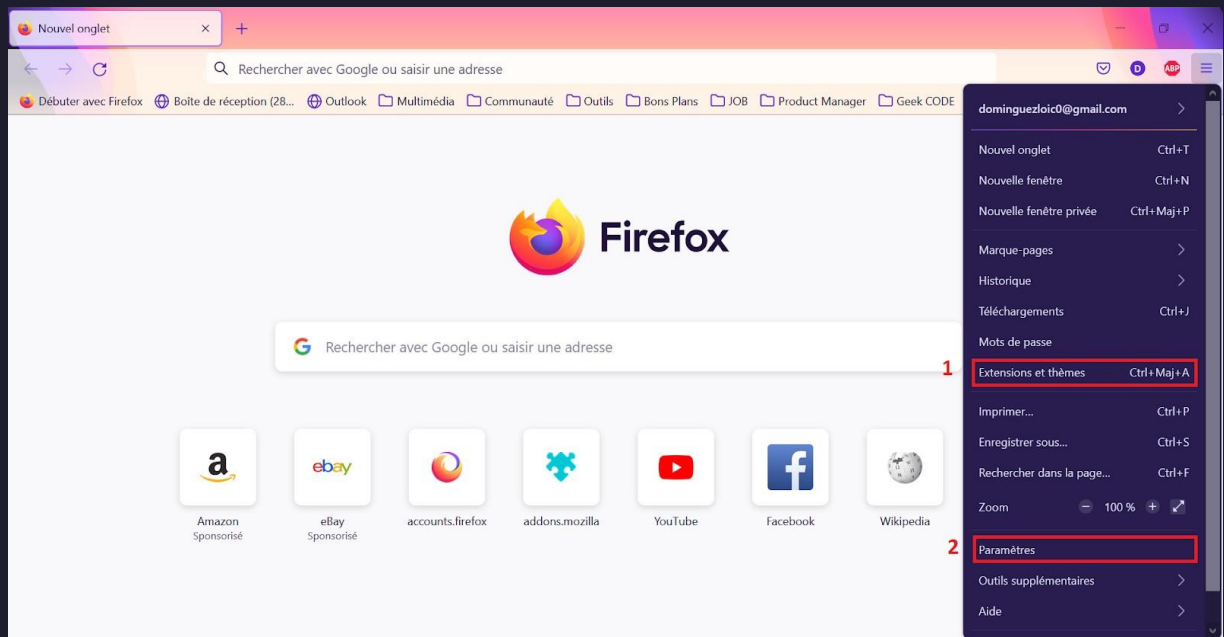 Nouvel onglet
Rechercher avec Google ou saisir une adresse
D
ABP
Débuter avec Firefox Boîte de réception (28... Outlook Multimédia Communauté Outils Bons Plans JOB Product Manager Geek CODE
dominguezloic0@gmail.com
Nouvel onglet Ctrl+T
Nouvelle fenêtre Ctrl+N
Nouvelle fenêtre privée Ctrl+Maj+P
Marque-pages
Historique
Téléchargements Ctrl+J
Mots de passe
1 Extensions et thèmes Ctrl+Maj+A
Imprimer... Ctrl+P
Enregistrer sous... Ctrl+S
Rechercher dans la page... Ctrl+F
Zoom 100 %
2 Paramètres
Outils supplémentaires
Aide
Firefox
Rechercher avec Google ou saisir une adresse
a
ebay
f
Amazon eBay accounts.firefox addons.mozilla YouTube Facebook Wikipedia
Sponsorisé Sponsorisé